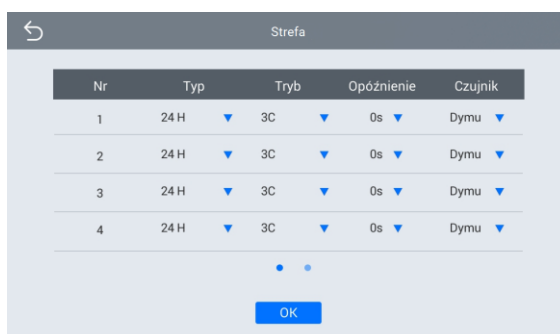 Strefa
Nr Typ Tryb Opóźnienie Czujnik
1 24 H 3C 0s Dymu
2 24 H 3C 0s Dymu
3 24 H 3C 0s Dymu
4 24 H 3C 0s Dymu
OK